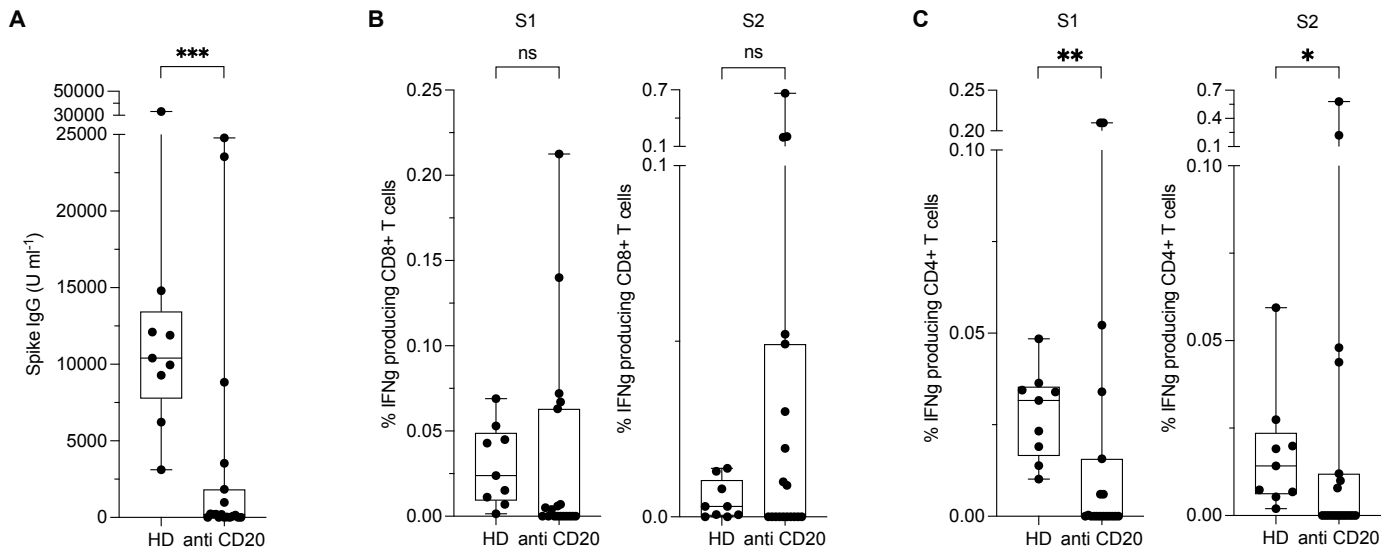 A
***
50000
30000
25000
20000
15000
10000
5000
0
Spike IgG (U ml-1)
HD anti CD20
B
S1
ns
0.25
0.20
0.15
0.10
0.05
0.00
% IFNg producing CD8+ T cells
HD anti CD20
S2
ns
0.7
0.1
0.1
0.0
% IFNg producing CD8+ T cells
HD anti CD20
C
S1
**
0.25
0.20
0.10
0.05
0.00
% IFNg producing CD4+ T cells
HD anti CD20
S2
*
0.7
0.4
0.1
0.10
0.05
0.00
% IFNg producing CD4+ T cells
HD anti CD20